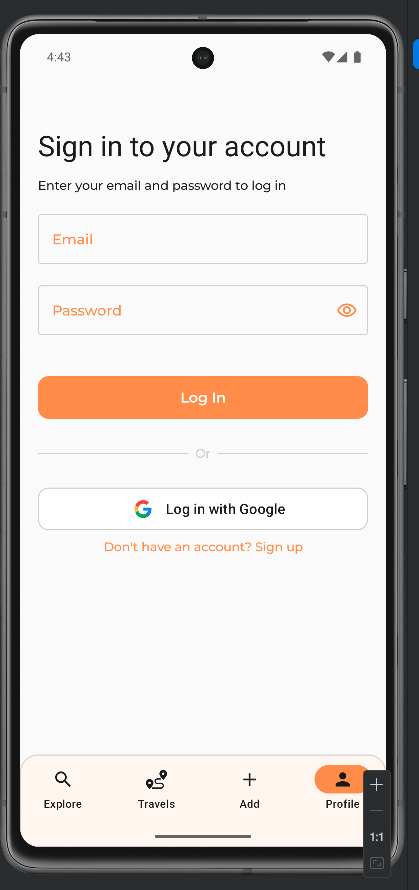 4:43
Sign in to your account
Enter your email and password to log in
Email
Password
Log In
Or
Log in with Google
Don't have an account? Sign up
Explore
Travels
Add
Profile
1:1